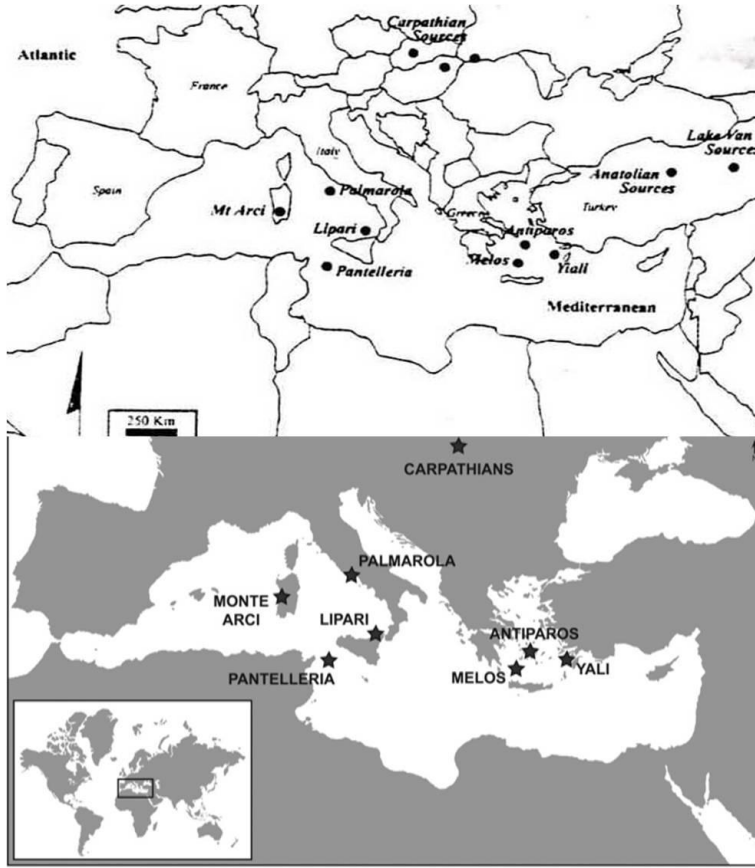 Carpathian
Sources
Atlantic
France
Lake Van
Sources
Italy
Spain
Palmarola
Anatolian
Sources
Mt Arci
Turkey
Greece
Lipari
Antiparos
Melos
Yiali
Pantelleria
Mediterranean
250 Km
CARPATHIANS
PALMAROLA
MONTE
ARCI
LIPARI
ANTIPAROS
PANTELLERIA
MELOS
YALI